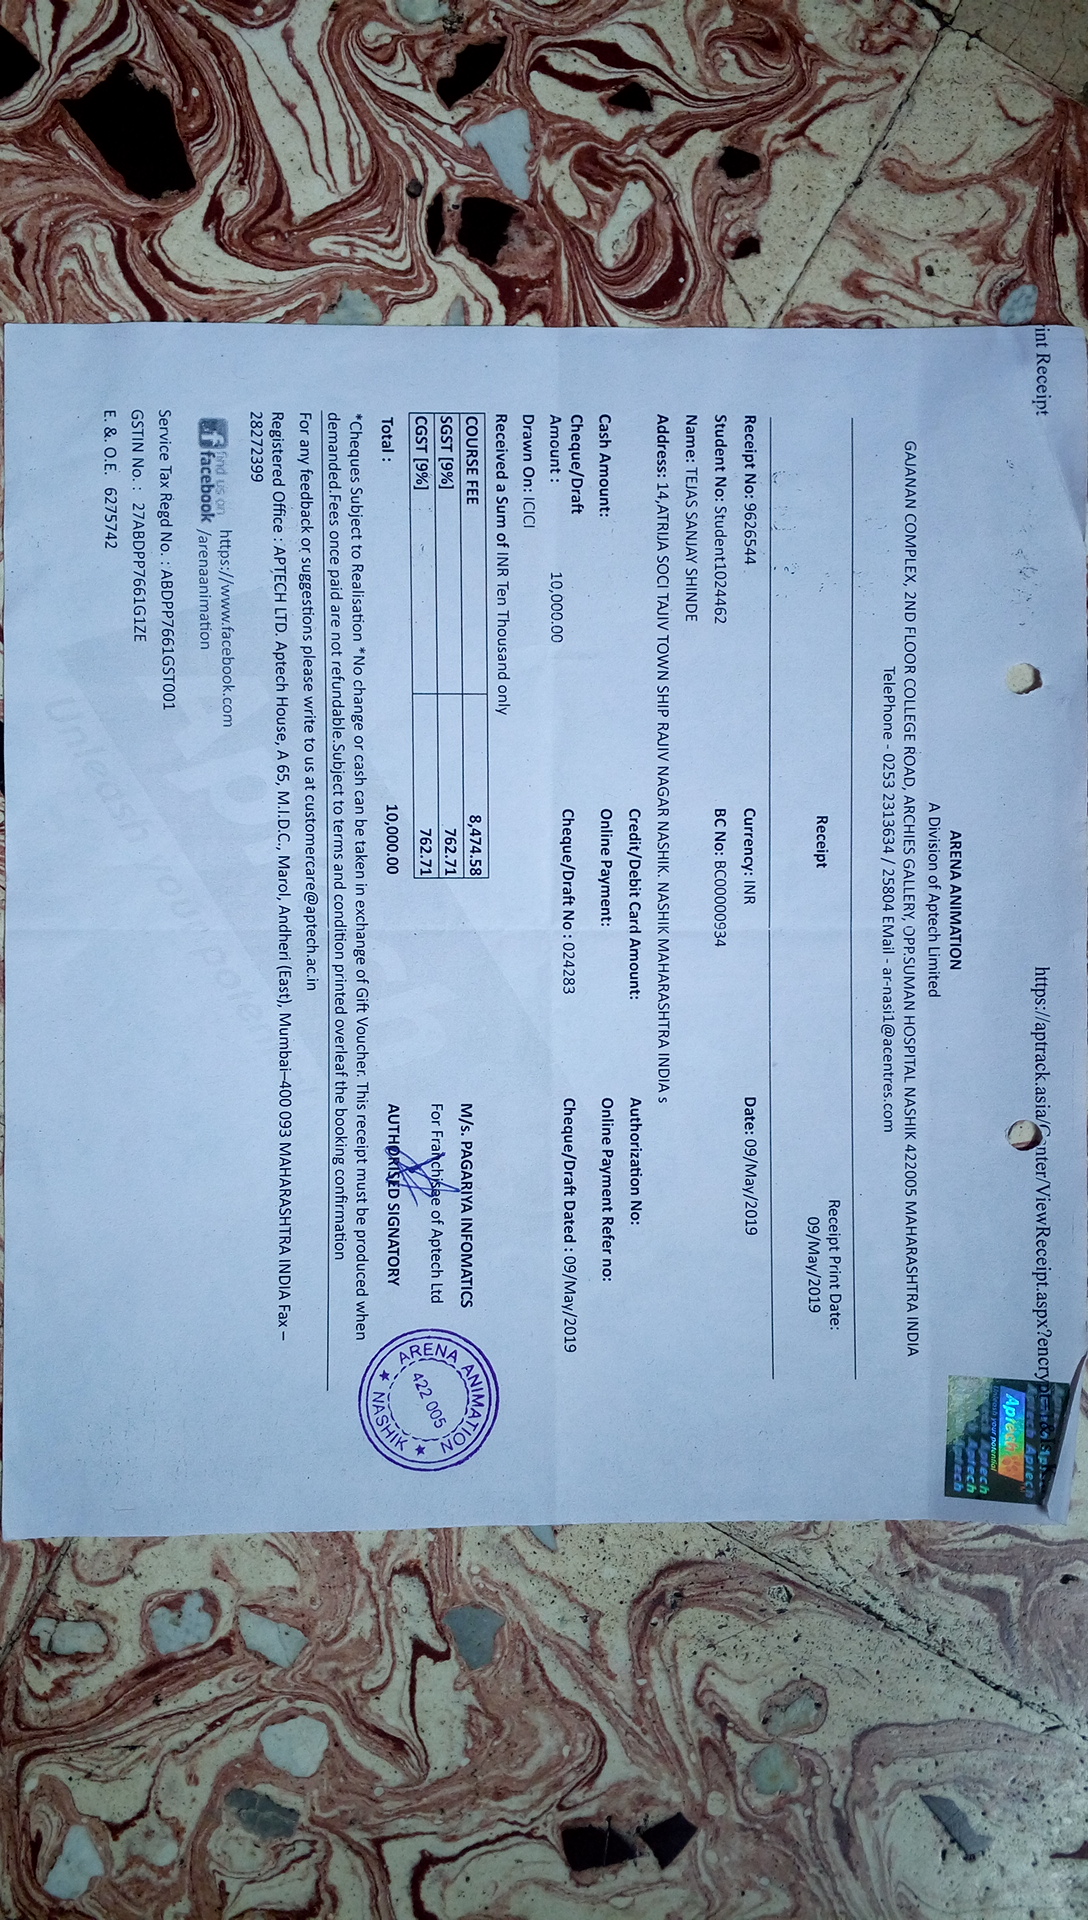 int Receipt
https://aptrack.asia/Center/ViewReceipt.aspx?encry
ARENA ANIMATION
A Division of Aptech Limited
GAJANAN COMPLEX, 2ND FLOOR COLLEGE ROAD, ARCHIES GALLERY, OPP.SUMAN HOSPITAL NASHIK 422005 MAHARASHTRA INDIA
TelePhone - 0253 2313634 / 25804 EMail - ar-nasi1@acentres.com
Receipt
Receipt Print Date:
09/May/2019
Receipt No: 9626544 Currency: INR Date: 09/May/2019
Student No: Student1024462 BC No: BC00000934
Name: TEJAS SANJAY SHINDE
Address: 14,ATRIJA SOCI TAJIV TOWN SHIP RAJIV NAGAR NASHIK. NASHIK MAHARASHTRA INDIA s
Credit/Debit Card Amount: Authorization No:
Cash Amount: Online Payment: Online Payment Refer no:
Cheque/Draft
Amount : 10,000.00 Cheque/Draft No : 024283 Cheque/Draft Dated : 09/May/2019
Drawn On: ICICI
Received a Sum of INR Ten Thousand only
COURSE FEE 8,474.58
SGST [9%] 762.71
CGST [9%] 762.71
Total : 10,000.00
M/s. PAGARIYA INFOMATICS
For Franchisee of Aptech Ltd
AUTHORISED SIGNATORY
ARENA ANIMATION
422 005
★ NASHIK ★
*Cheques Subject to Realisation *No change or cash can be taken in exchange of Gift Voucher. This receipt must be produced when
demanded.Fees once paid are not refundable.Subject to terms and condition printed overleaf the booking confirmation
For any feedback or suggestions please write to us at customercare@aptech.ac.in
Registered Office : APTECH LTD. Aptech House, A 65, M.I.D.C., Marol, Andheri (East), Mumbai–400 093 MAHARASHTRA INDIA Fax –
28272399
find us on https://www.facebook.com
facebook /arenaanimation
Service Tax Regd No. : ABDPP7661GST001
GSTIN No. : 27ABDPP7661G1ZE
E. &. O.E. 6275742
Aptech
Unleash your potential